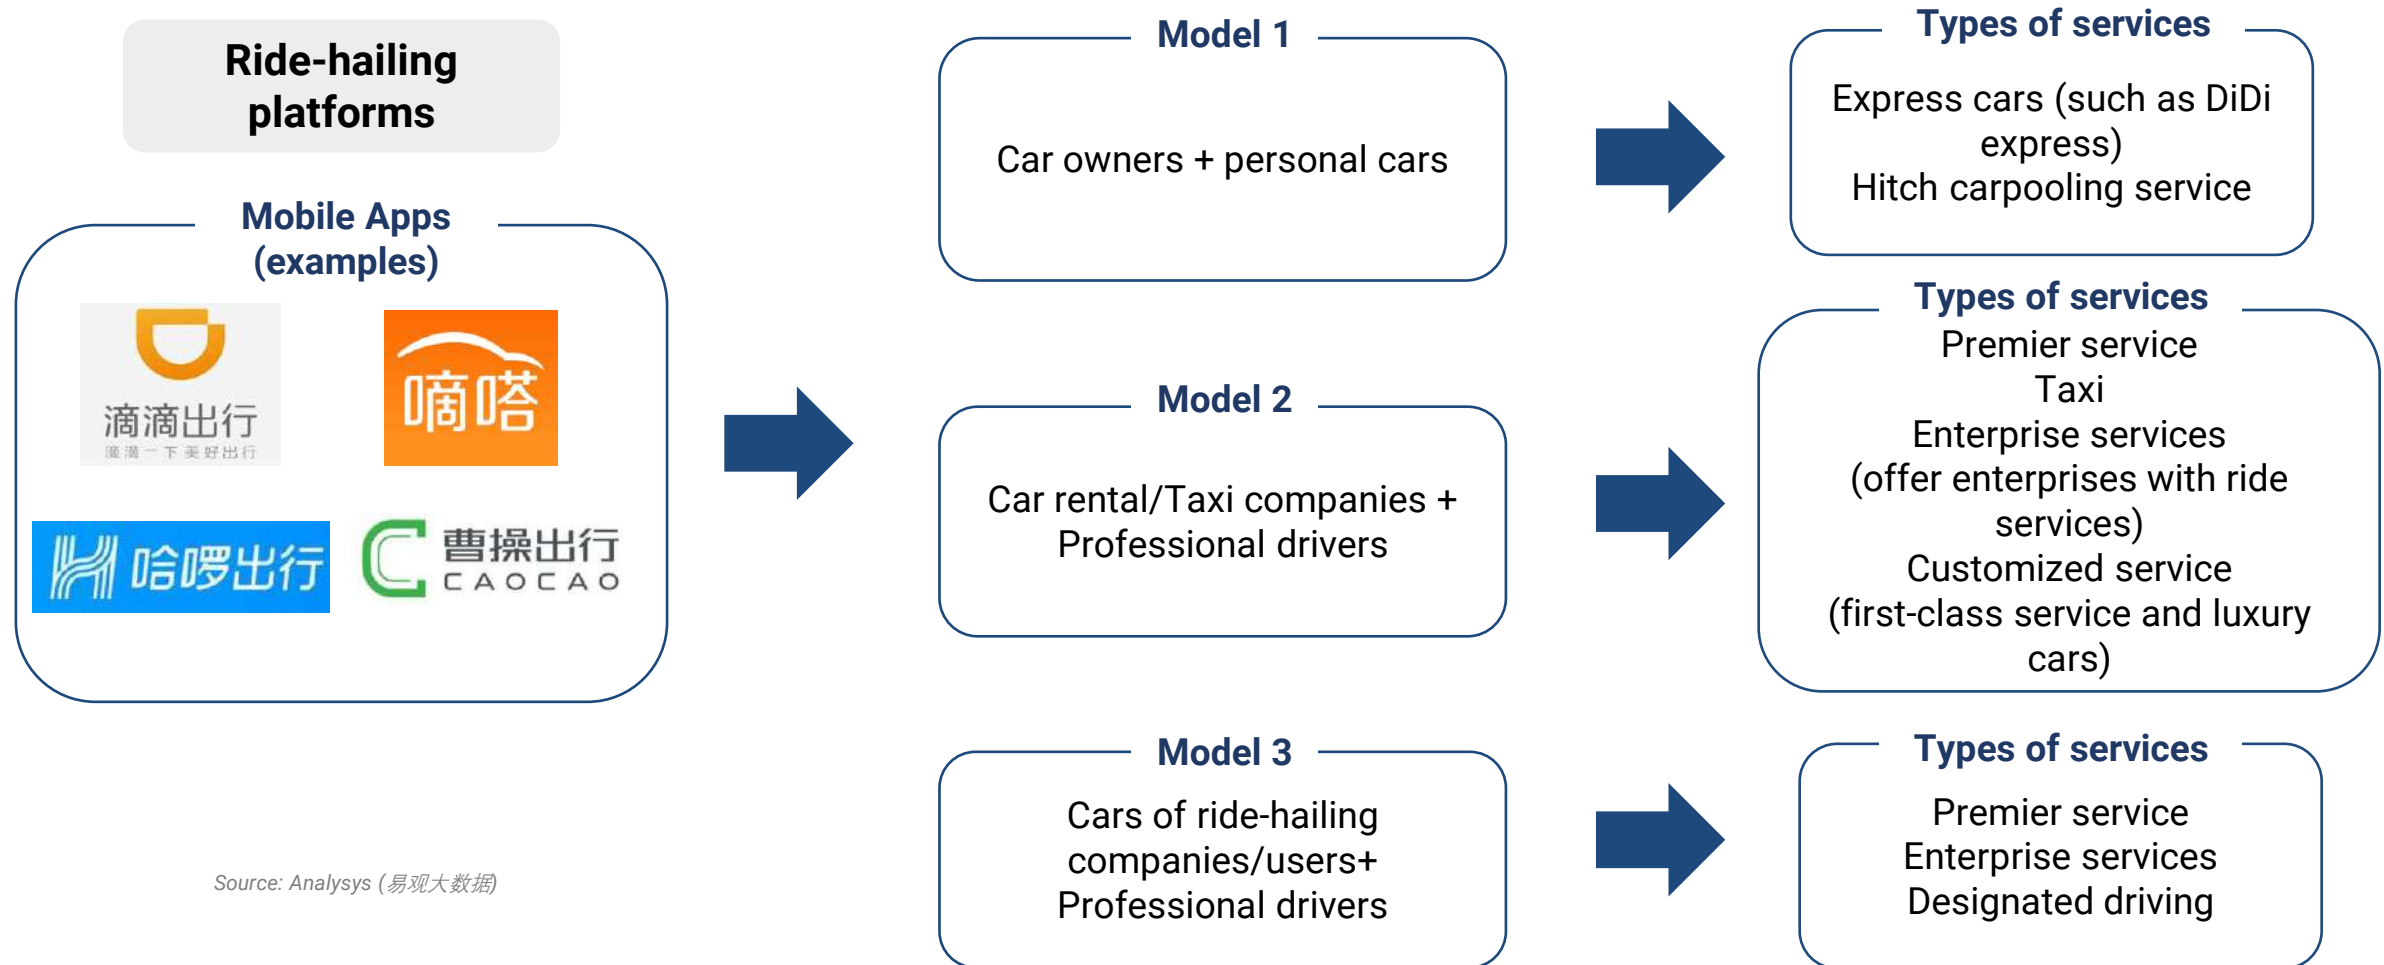 Ride-hailing
platforms
Mobile Apps
(examples)
滴滴出行
滴滴一下美好出行
嘀嗒
哈啰出行
曹操出行
CAOCAO
Source: Analysys (易观大数据)
Model 1
Car owners + personal cars
Model 2
Car rental/Taxi companies +
Professional drivers
Model 3
Cars of ride-hailing
companies/users+
Professional drivers
Types of services
Express cars (such as DiDi
express)
Hitch carpooling service
Types of services
Premier service
Taxi
Enterprise services
(offer enterprises with ride
services)
Customized service
(first-class service and luxury
cars)
Types of services
Premier service
Enterprise services
Designated driving